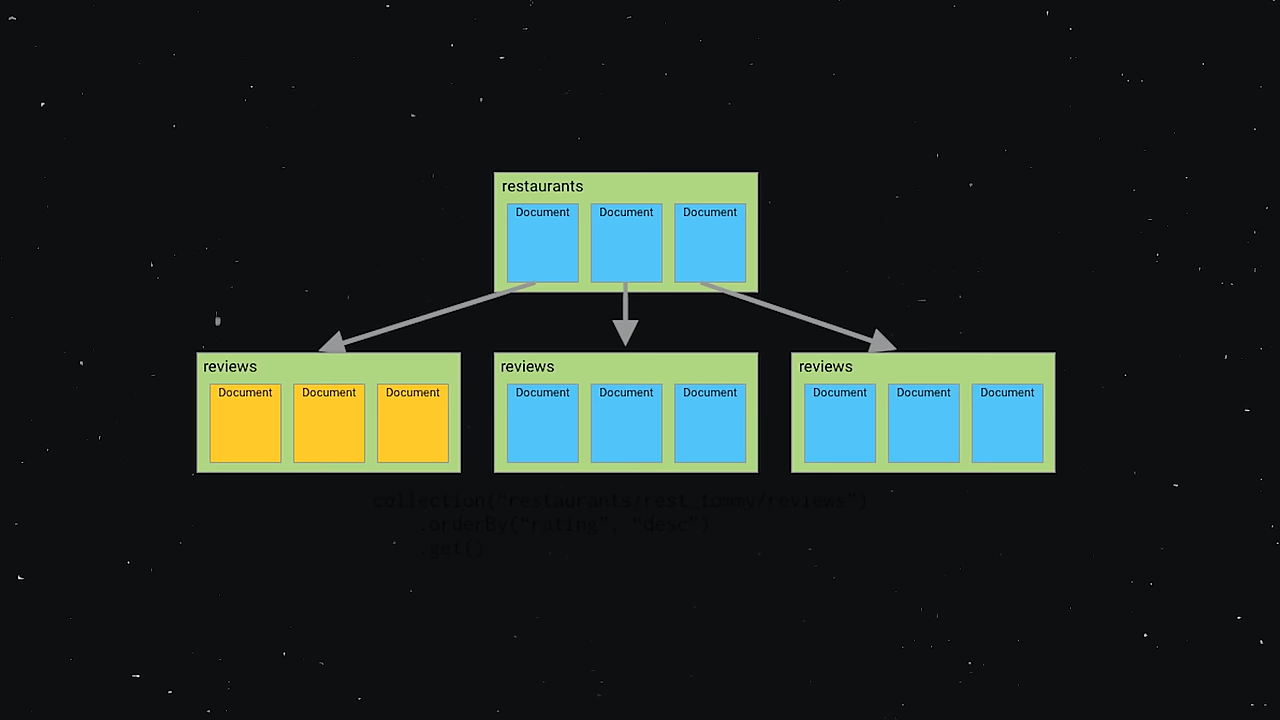 restaurants
Document Document Document
reviews reviews reviews
Document Document Document Document Document Document Document Document Document
collection("restaurants/rest_tommy/reviews")
.orderBy("rating", "desc")
.get()